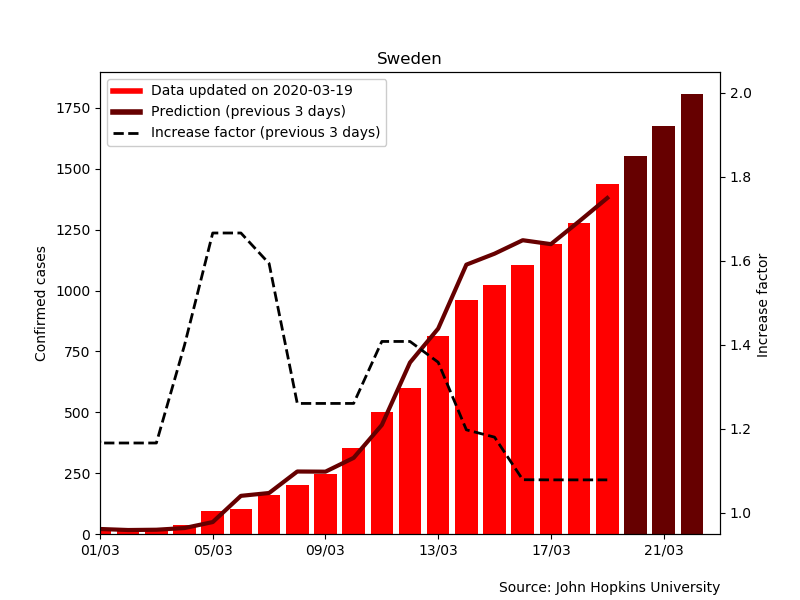 Sweden
Data updated on 2020-03-19
Prediction (previous 3 days)
Increase factor (previous 3 days)
Confirmed cases
1750
1500
1250
1000
750
500
250
0
2.0
1.8
1.6
1.4
1.2
1.0
Increase factor
01/03 05/03 09/03 13/03 17/03 21/03
Source: John Hopkins University